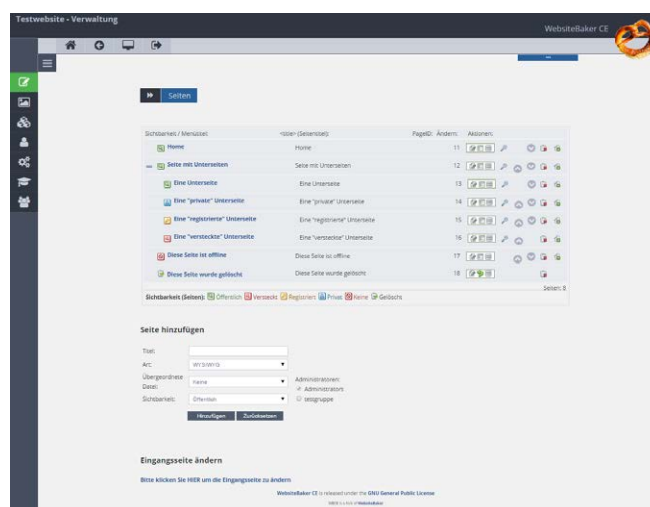 Testwebsite - Verwaltung
WebsiteBaker CE
Seiten
Sichtbarkeit / Menütitel: <title> (Seitentitel): PageID: Ändern: Aktionen:
Home Home 11
Seite mit Unterseiten Seite mit Unterseiten 12
Eine Unterseite Eine Unterseite 13
Eine "private" Unterseite Eine "private" Unterseite 14
Eine "registrierte" Unterseite Eine "registrierte" Unterseite 15
Eine "versteckte" Unterseite Eine "versteckte" Unterseite 16
Diese Seite ist offline Diese Seite ist offline 17
Diese Seite wurde gelöscht Diese Seite wurde gelöscht 18
Seiten: 8
Sichtbarkeit (Seiten): Öffentlich Versteckt Registriert Privat Keine Gelöscht
Seite hinzufügen
Titel:
Art: WYSIWYG
Übergeordnete Datei: Keine
Administratoren:
Administrators
Sichtbarkeit: Öffentlich
testgruppe
Hinzufügen Zurücksetzen
Eingangsseite ändern
Bitte klicken Sie HIER um die Eingangsseite zu ändern
WebsiteBaker CE is released under the GNU General Public License